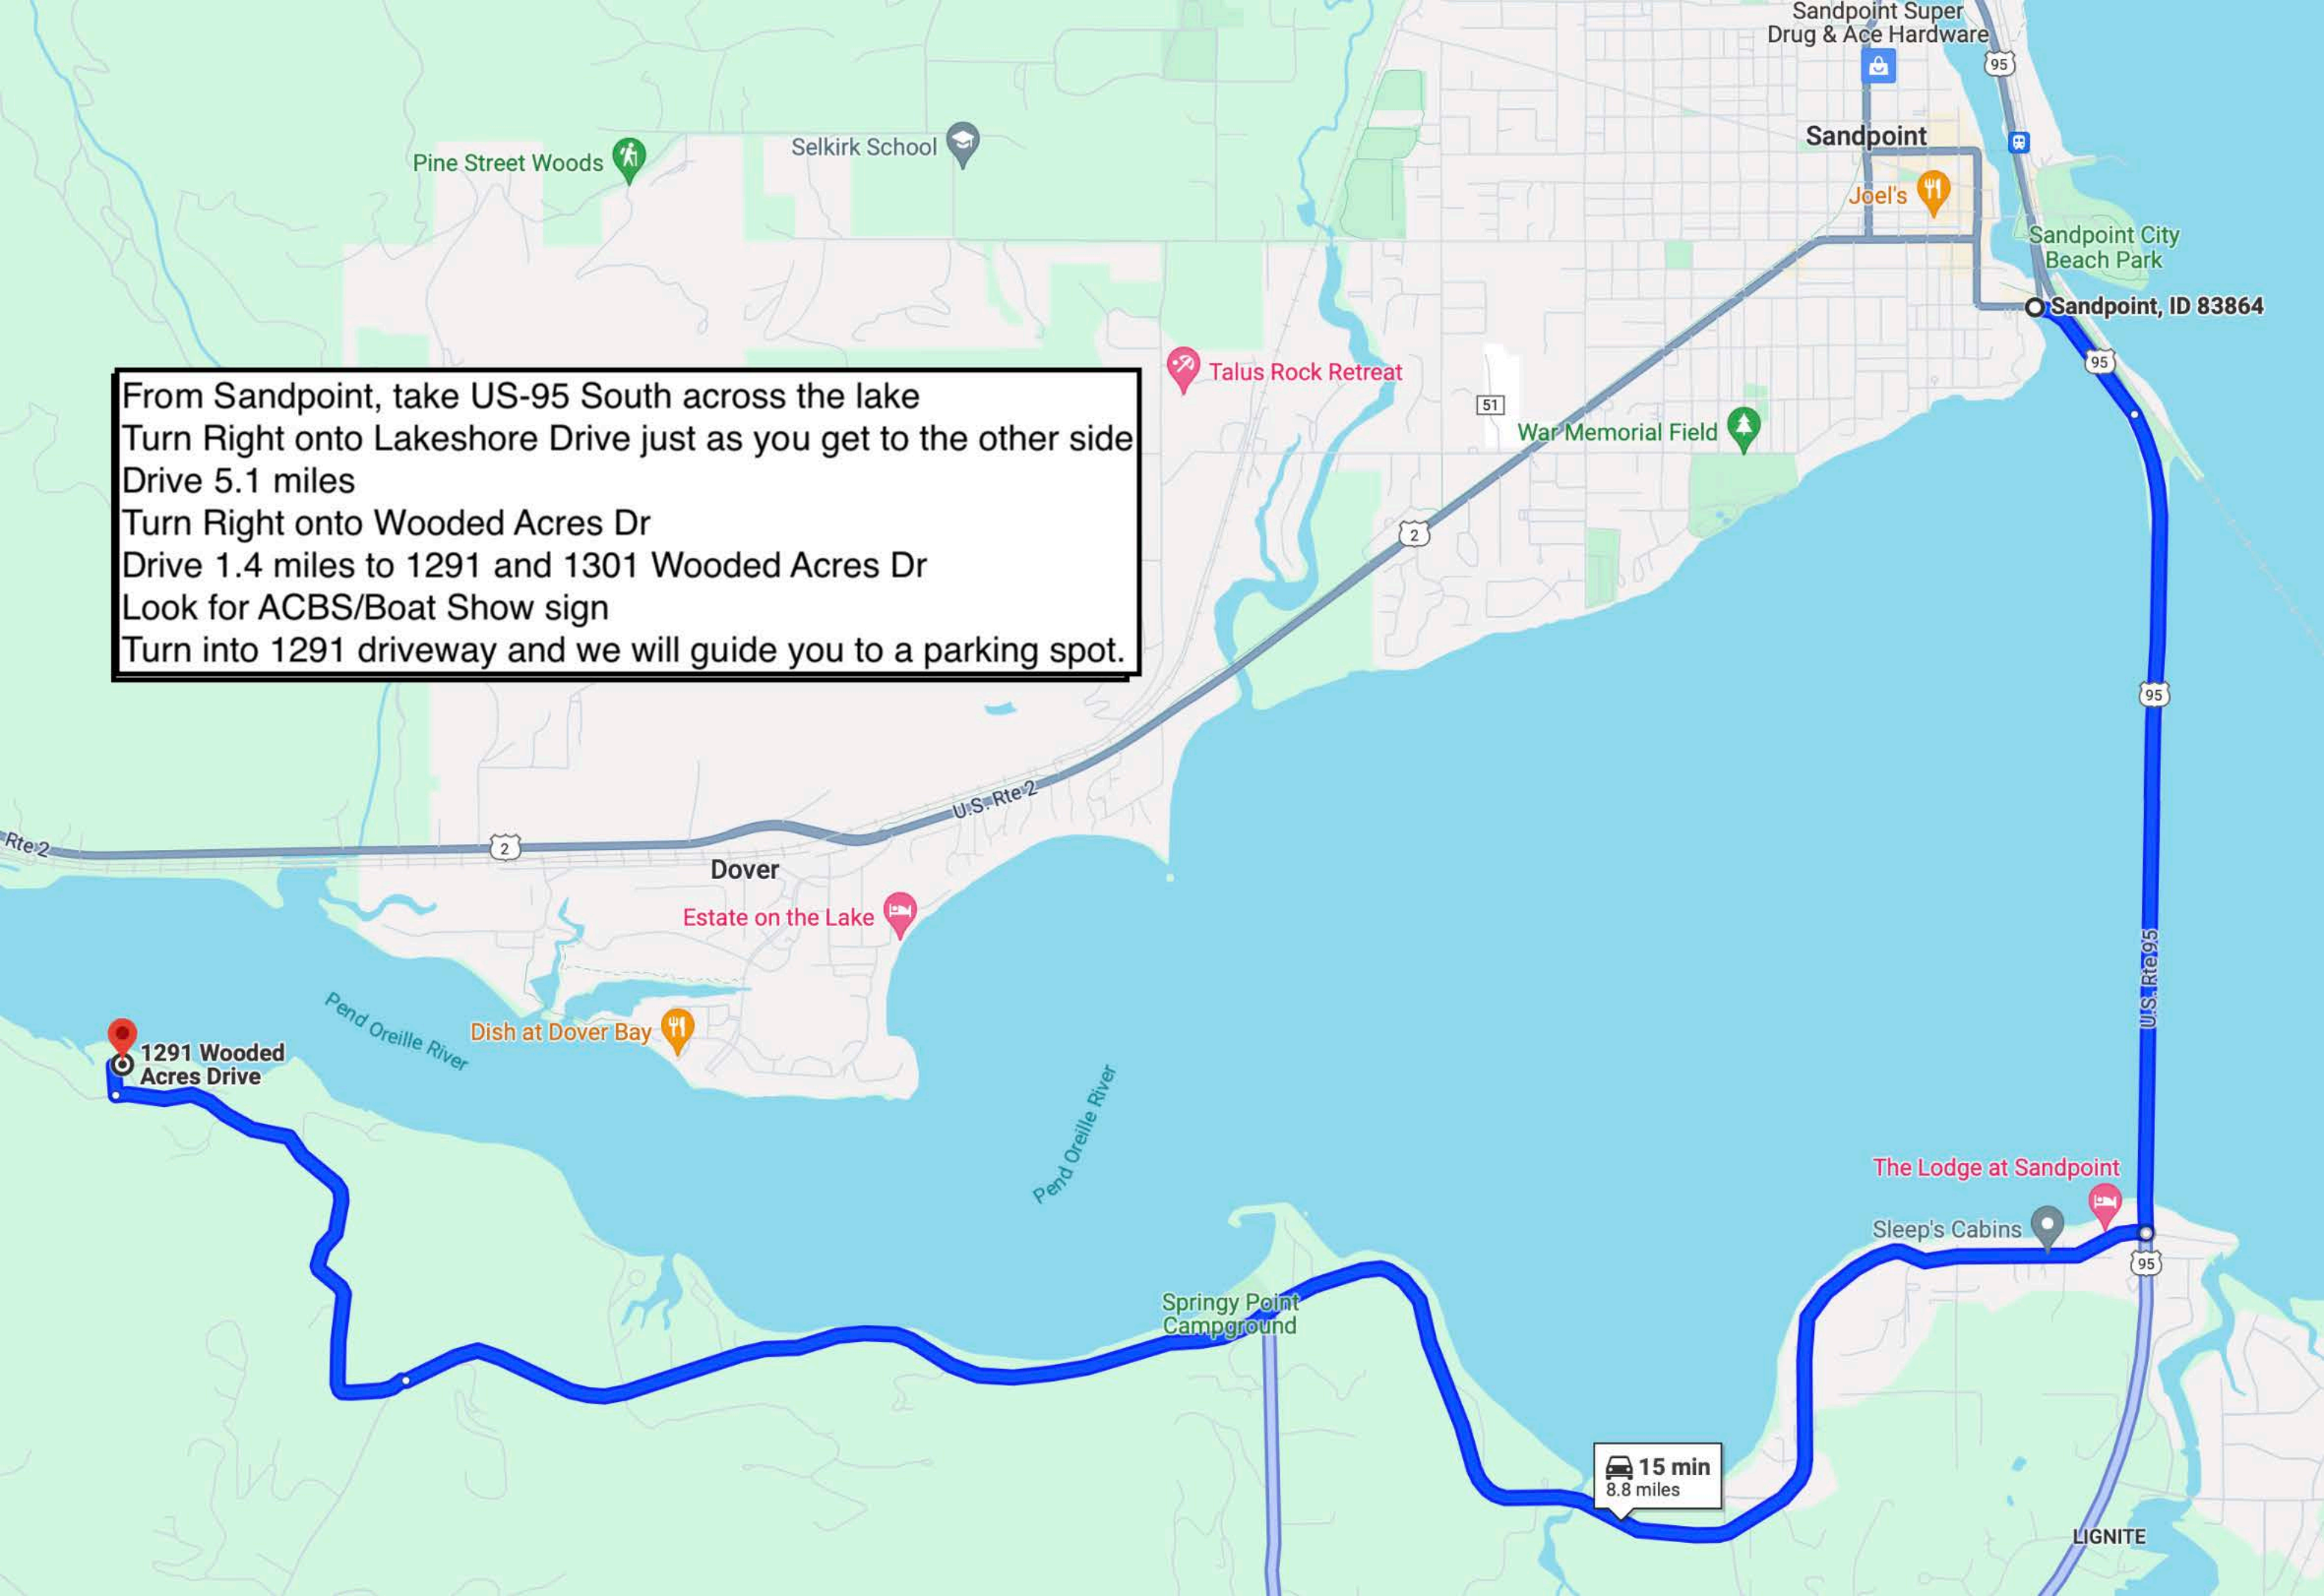 Sandpoint Super
Drug & Ace Hardware
95
Pine Street Woods
Selkirk School
Sandpoint
Joel's
Sandpoint City
Beach Park
Sandpoint, ID 83864
95
From Sandpoint, take US-95 South across the lake
Turn Right onto Lakeshore Drive just as you get to the other side
Drive 5.1 miles
Turn Right onto Wooded Acres Dr
Drive 1.4 miles to 1291 and 1301 Wooded Acres Dr
Look for ACBS/Boat Show sign
Turn into 1291 driveway and we will guide you to a parking spot.
Talus Rock Retreat
51
War Memorial Field
2
95
U.S. Rte 2
Rte 2
2
Dover
Estate on the Lake
U.S. Rte 95
Pend Oreille River
Dish at Dover Bay
1291 Wooded
Acres Drive
Pend Oreille River
The Lodge at Sandpoint
Sleep's Cabins
95
Springy Point
Campground
15 min
8.8 miles
LIGNITE